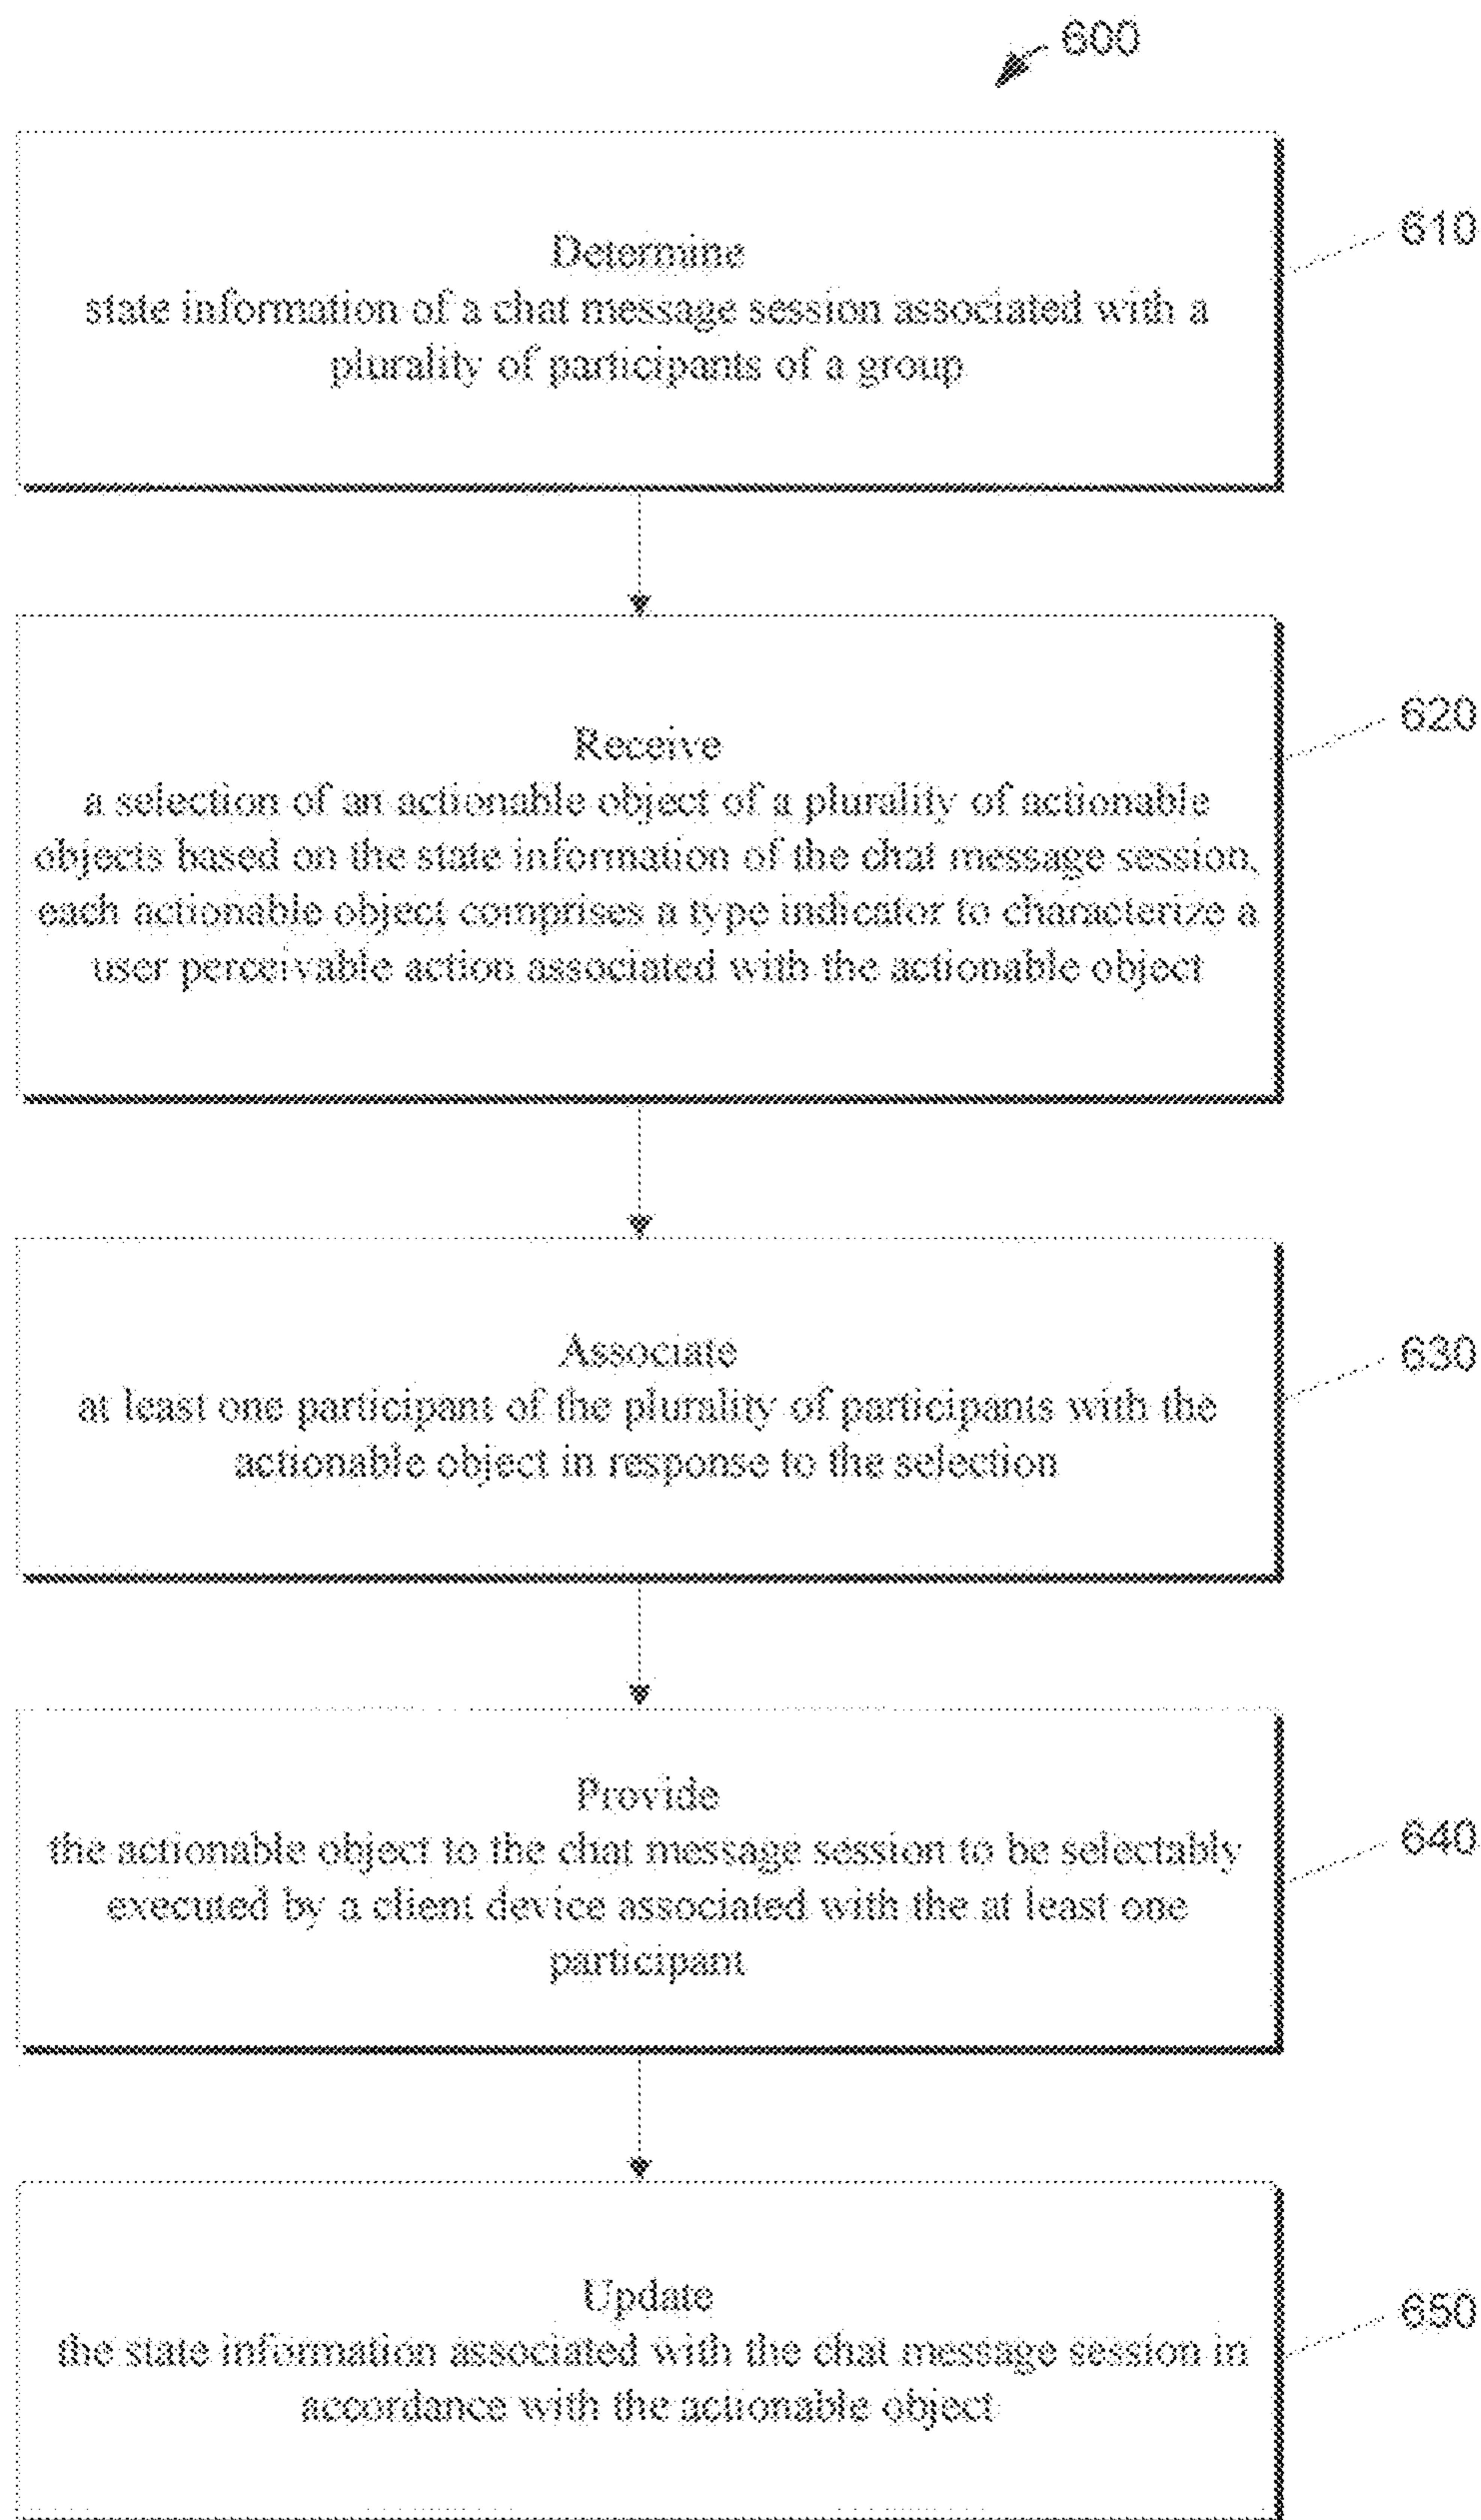 600
Determine
state information of a chat message session associated with a
plurality of participants of a group
610
Receive
a selection of an actionable object of a plurality of actionable
objects based on the state information of the chat message session,
each actionable object comprises a type indicator to characterize a
user perceivable action associated with the actionable object
620
Associate
at least one participant of the plurality of participants with the
actionable object in response to the selection
630
Provide
the actionable object to the chat message session to be selectably
executed by a client device associated with the at least one
participant
640
Update
the state information associated with the chat message session in
accordance with the actionable object
650